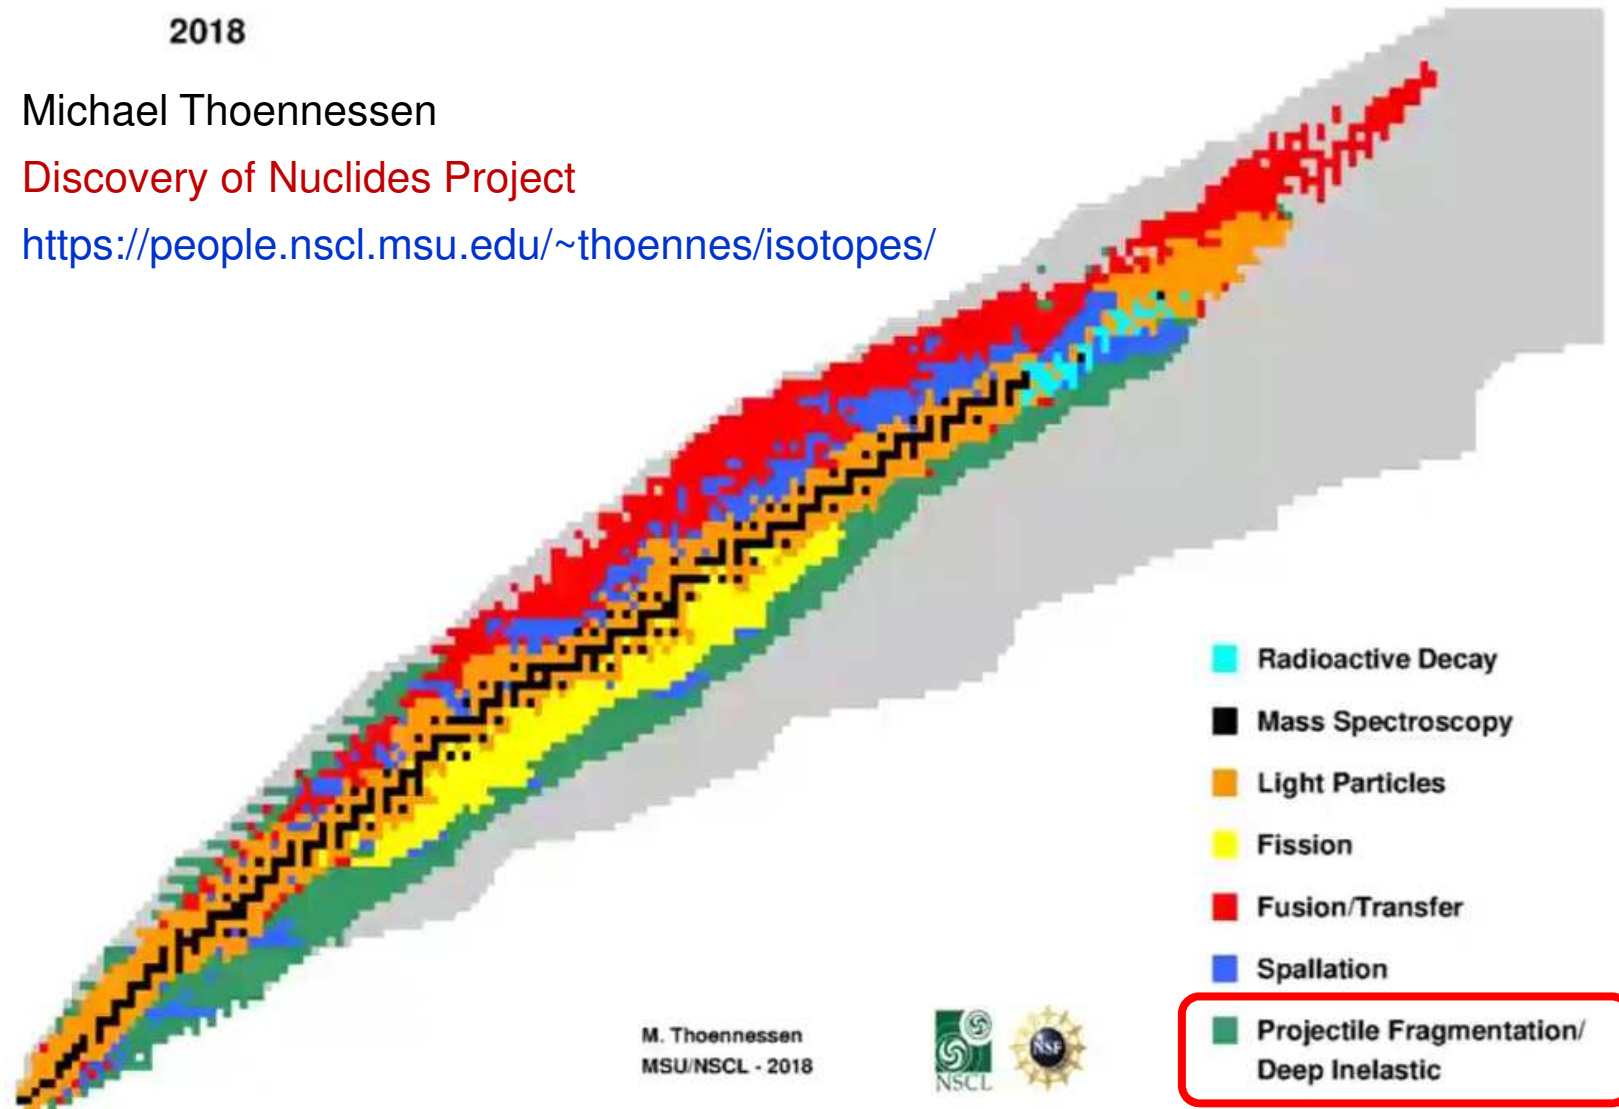 2018
Michael Thoennessen
Discovery of Nuclides Project
https://people.nscl.msu.edu/~thoennes/isotopes/
Radioactive Decay
Mass Spectroscopy
Light Particles
Fission
Fusion/Transfer
Spallation
Projectile Fragmentation/
Deep Inelastic
M. Thoennessen
MSU/NSCL - 2018
NSCL
NSF